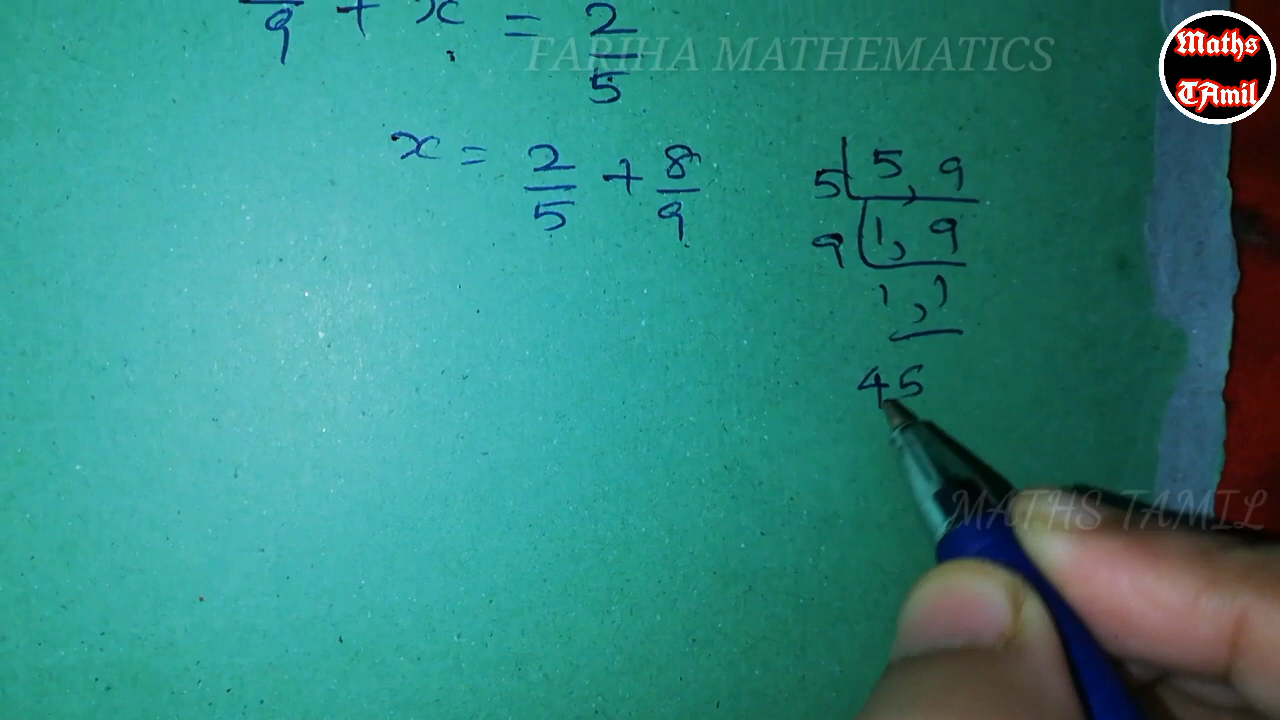 9 + x = 2/5
FARIHA MATHEMATICS
Maths
TAmil
x = 2/5 + 8/9
5 | 5, 9
9 | 1, 9
1, 1
45
MATHS TAMIL